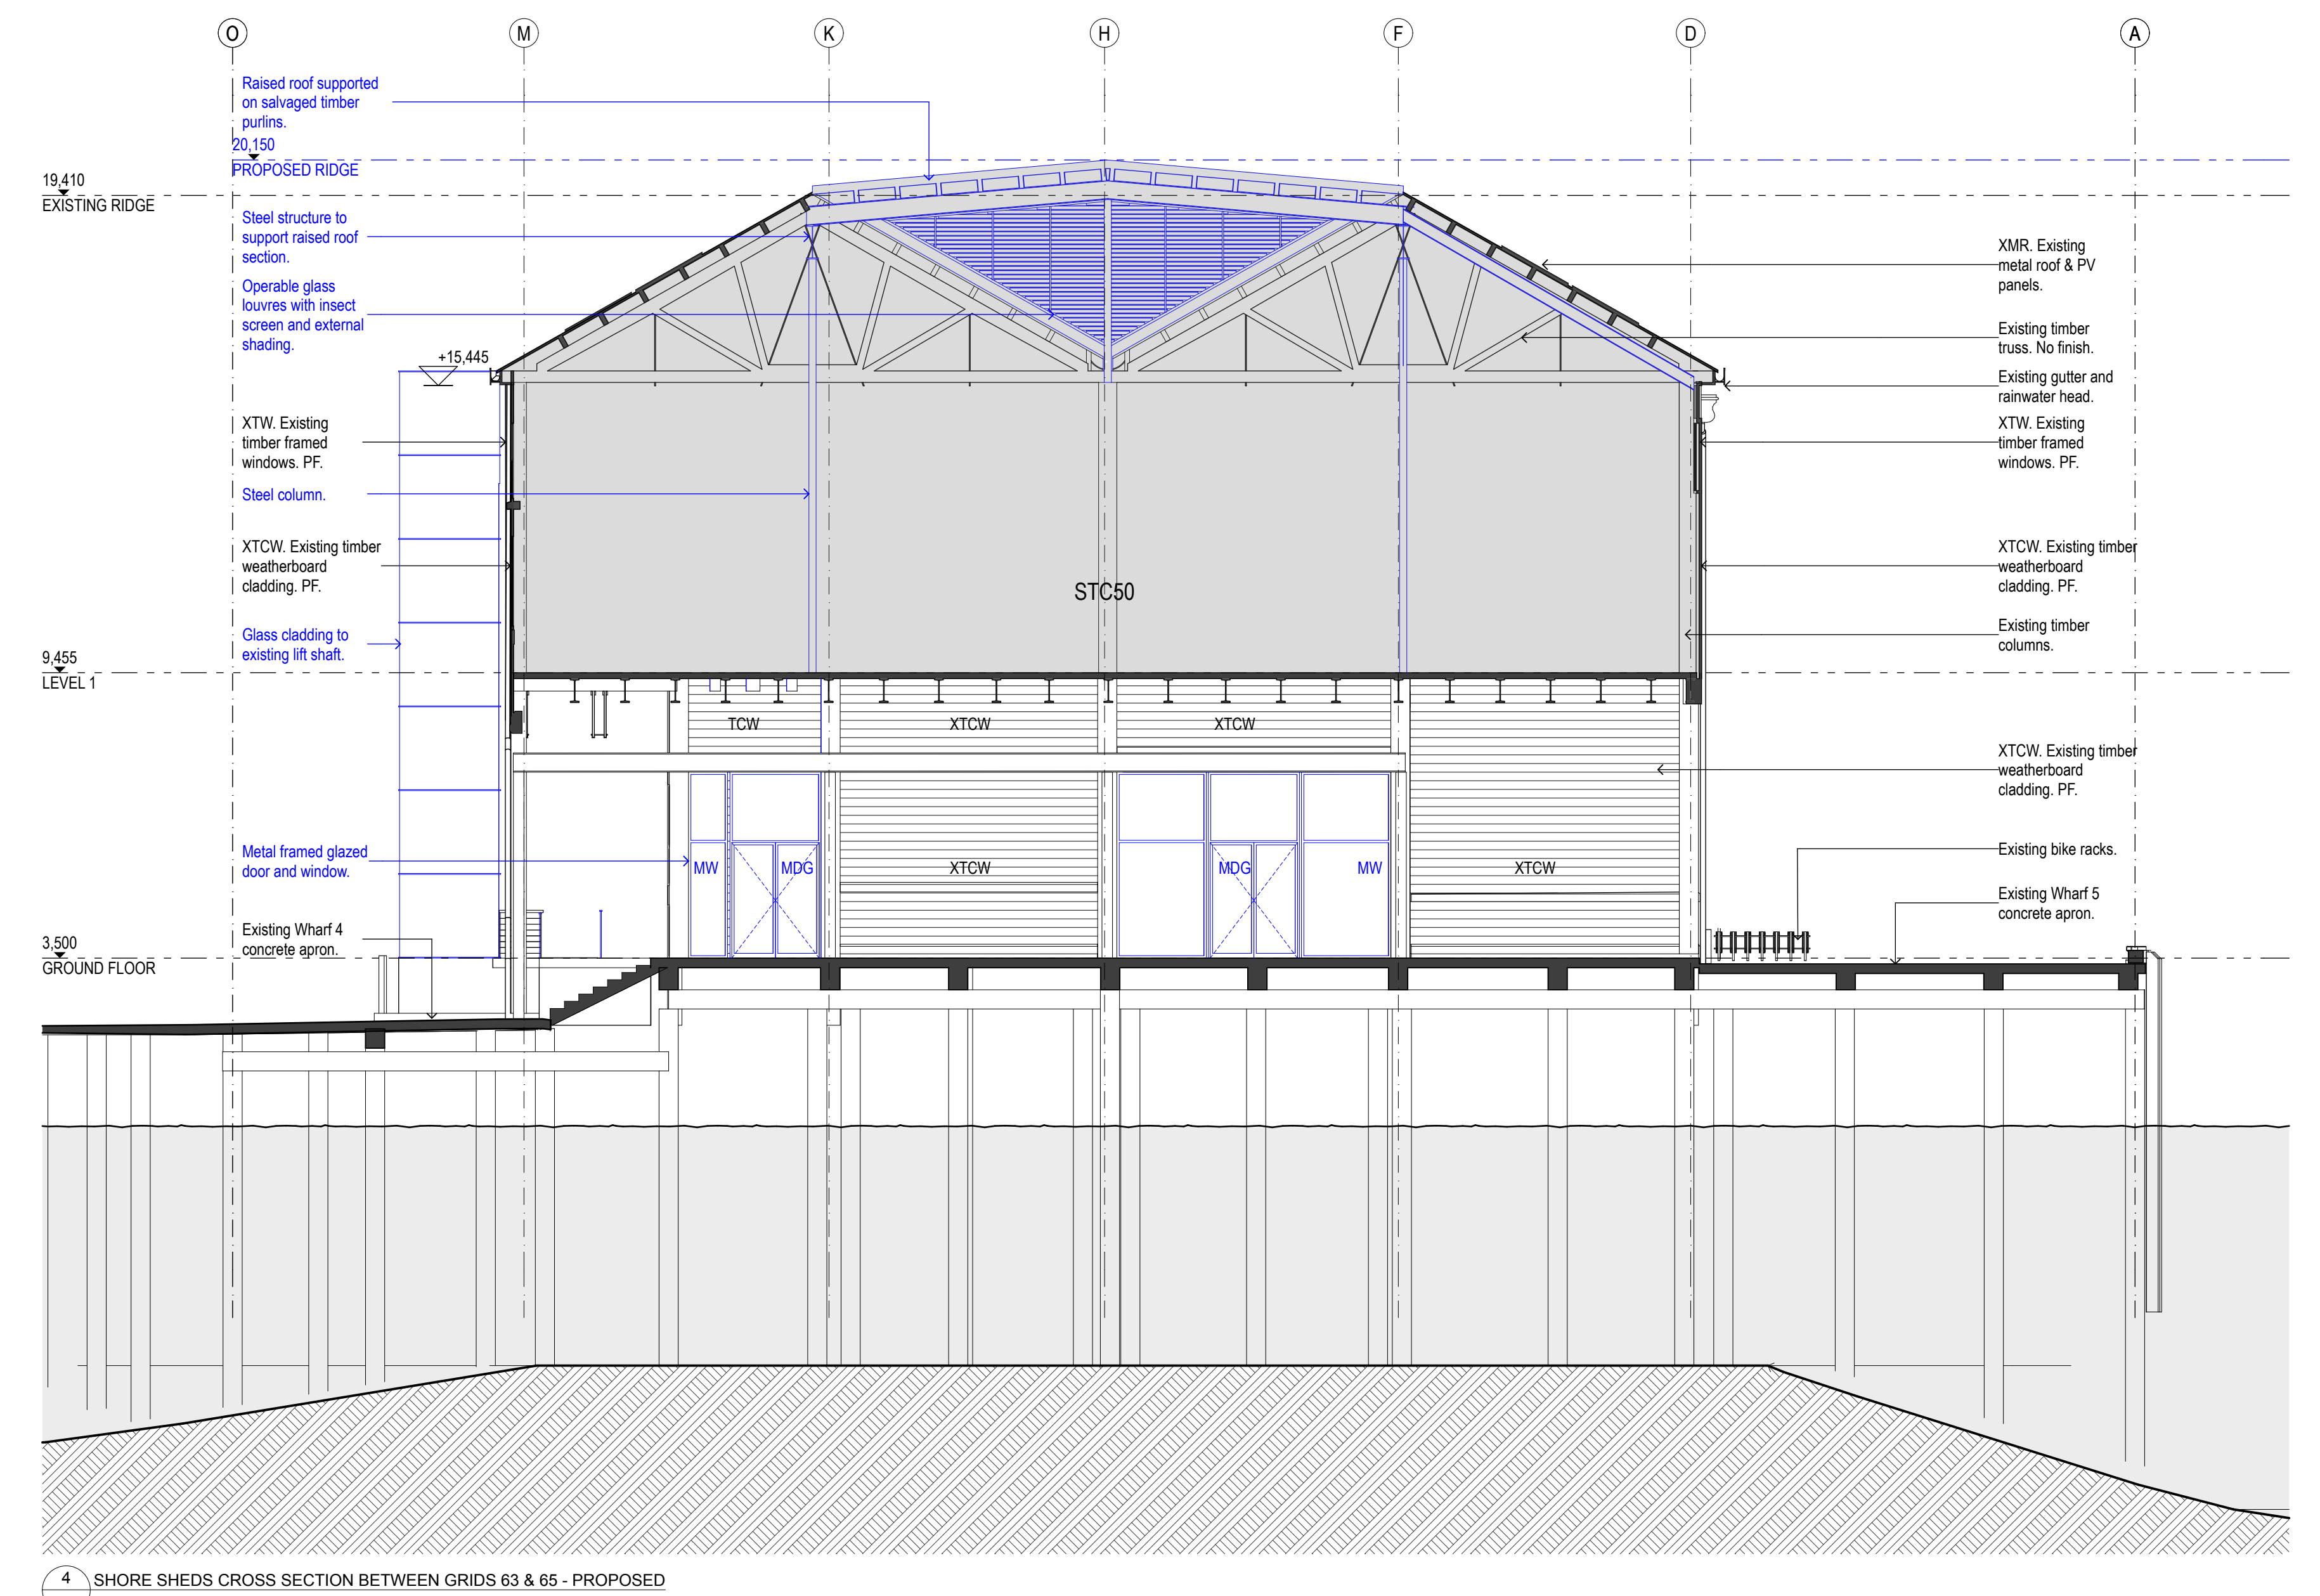 O M K H F D A
Raised roof supported
on salvaged timber
purlins.
20,150
PROPOSED RIDGE
19,410
EXISTING RIDGE
Steel structure to
support raised roof
section.
Operable glass
louvres with insect
screen and external
shading.
+15,445
XTW. Existing
timber framed
windows. PF.
Steel column.
XTCW. Existing timber
weatherboard
cladding. PF.
Glass cladding to
existing lift shaft.
9,455
LEVEL 1
Metal framed glazed
door and window.
Existing Wharf 4
concrete apron.
3,500
GROUND FLOOR
STC50
TCW XTCW XTCW
MW MDG XTCW MDG MW XTCW
XMR. Existing
metal roof & PV
panels.
Existing timber
truss. No finish.
Existing gutter and
rainwater head.
XTW. Existing
timber framed
windows. PF.
XTCW. Existing timber
weatherboard
cladding. PF.
Existing timber
columns.
XTCW. Existing timber
weatherboard
cladding. PF.
Existing bike racks.
Existing Wharf 5
concrete apron.
4 SHORE SHEDS CROSS SECTION BETWEEN GRIDS 63 & 65 - PROPOSED